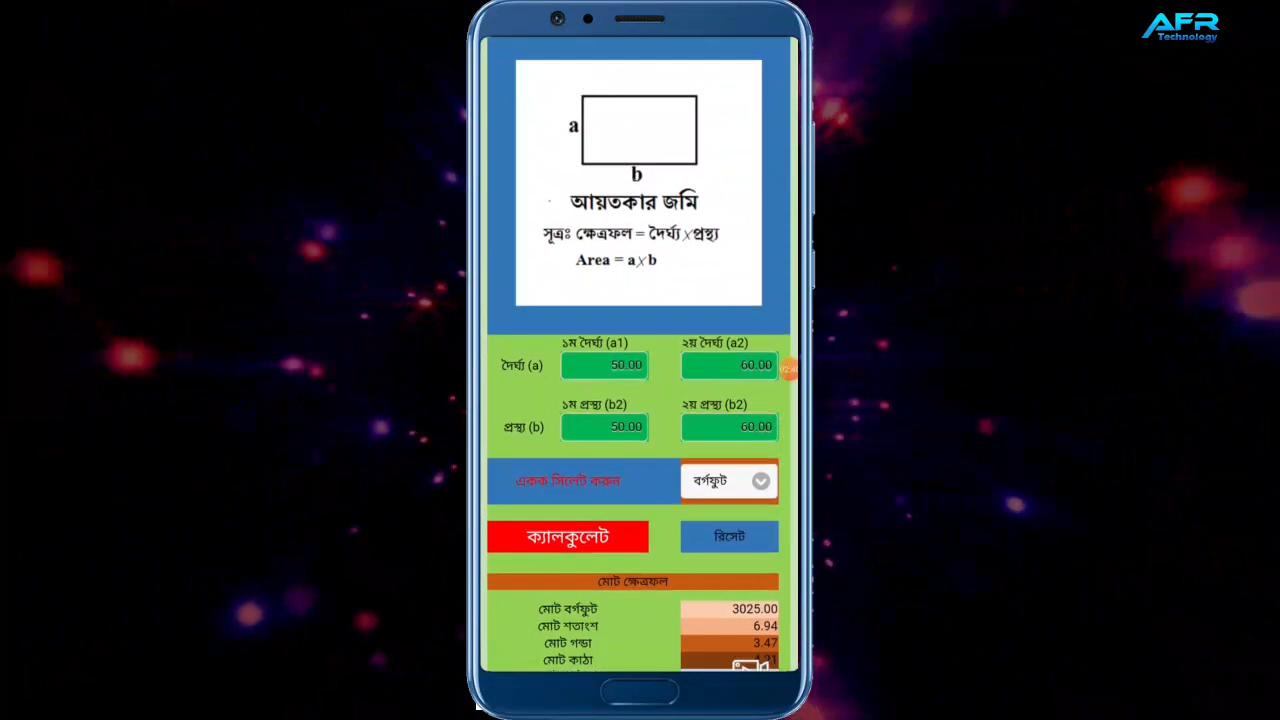 AFR
Technology
a
b
আয়তকার জমি
সূত্রঃ ক্ষেত্রফল = দৈর্ঘ্য X প্রস্থ্য
Area = a X b
১ম দৈর্ঘ্য (a1) ২য় দৈর্ঘ্য (a2)
দৈর্ঘ্য (a) 50.00 60.00
১ম প্রস্থ্য (b2) ২য় প্রস্থ্য (b2)
প্রস্থ্য (b) 50.00 60.00
একক সিলেট করুন বর্গফুট
ক্যালকুলেট রিসেট
মোট ক্ষেত্রফল
মোট বর্গফুট 3025.00
মোট শতাংশ 6.94
মোট গন্ডা 3.47
মোট কাঠা